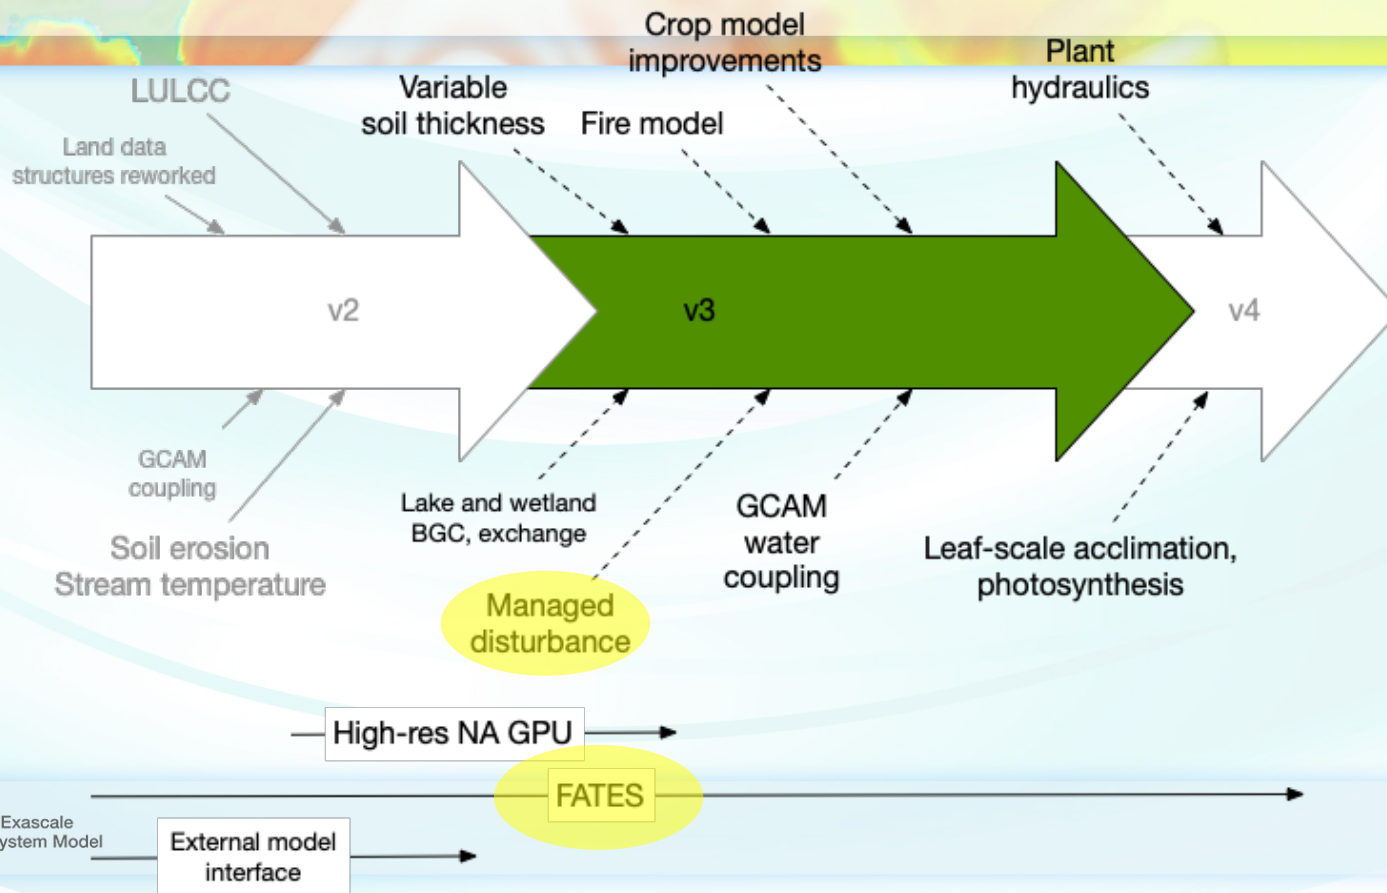 Crop model
improvements
Plant
hydraulics
LULCC
Variable
soil thickness
Fire model
Land data
structures reworked
v2
v3
v4
GCAM
coupling
Lake and wetland
BGC, exchange
GCAM
water
coupling
Soil erosion
Stream temperature
Leaf-scale acclimation,
photosynthesis
Managed
disturbance
High-res NA GPU
FATES
Exascale
ystem Model
External model
interface